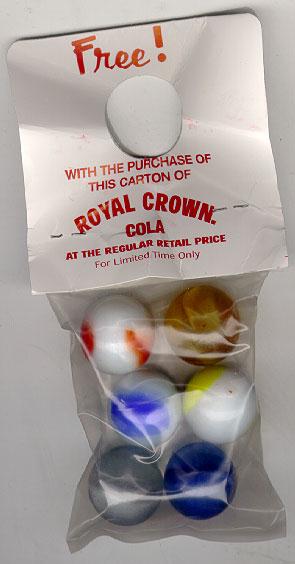 Free!
WITH THE PURCHASE OF
THIS CARTON OF
ROYAL CROWN.
COLA
AT THE REGULAR RETAIL PRICE
For Limited Time Only